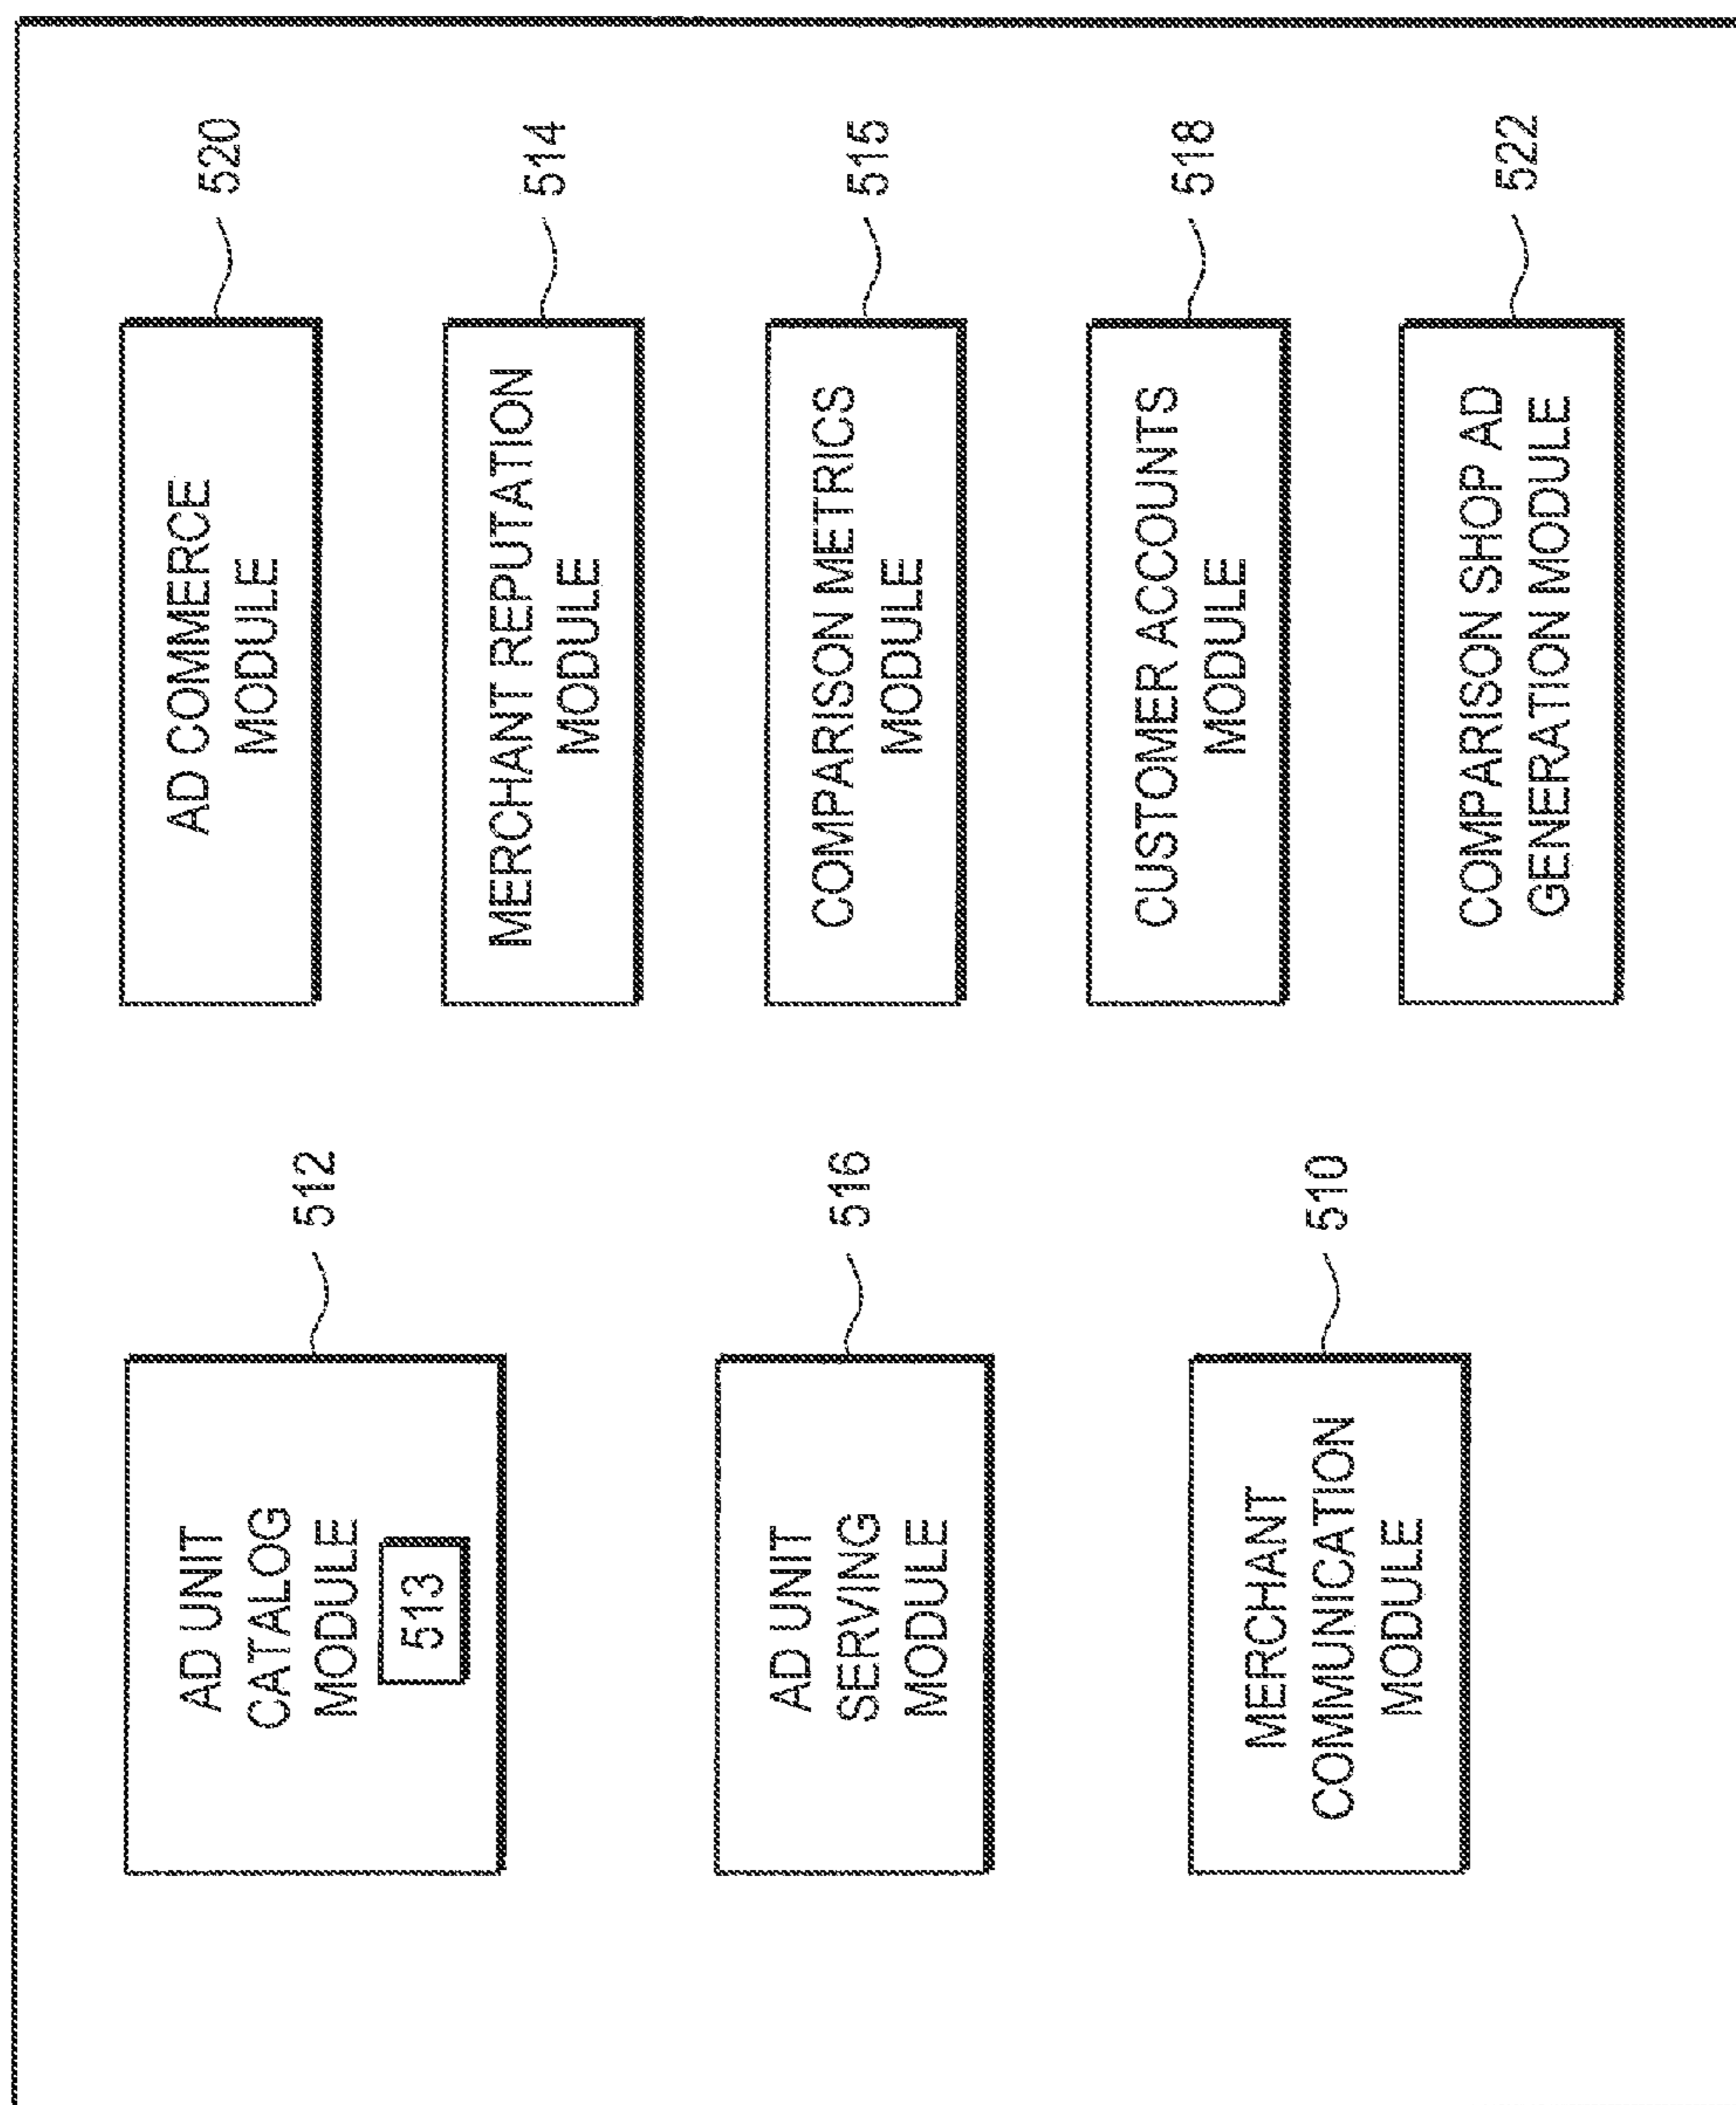 AD UNIT
CATALOG
MODULE
513
512
AD UNIT
SERVING
MODULE
516
MERCHANT
COMMUNICATION
MODULE
510
AD COMMERCE
MODULE
520
MERCHANT REPUTATION
MODULE
514
COMPARISON METRICS
MODULE
515
CUSTOMER ACCOUNTS
MODULE
518
COMPARISON SHOP AD
GENERATION MODULE
522